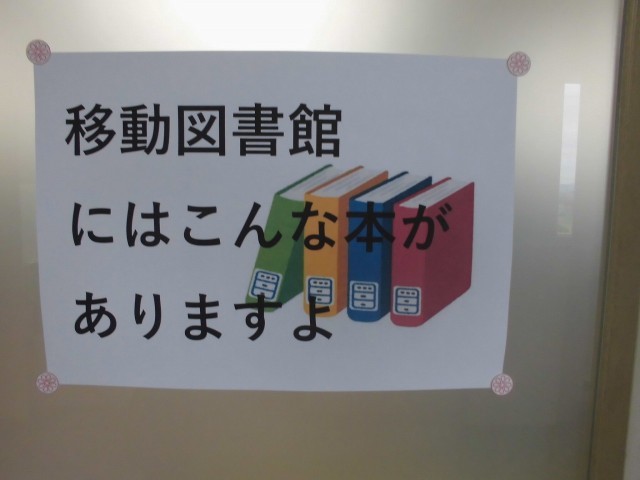 移動図書館
にはこんな本が
ありますよ